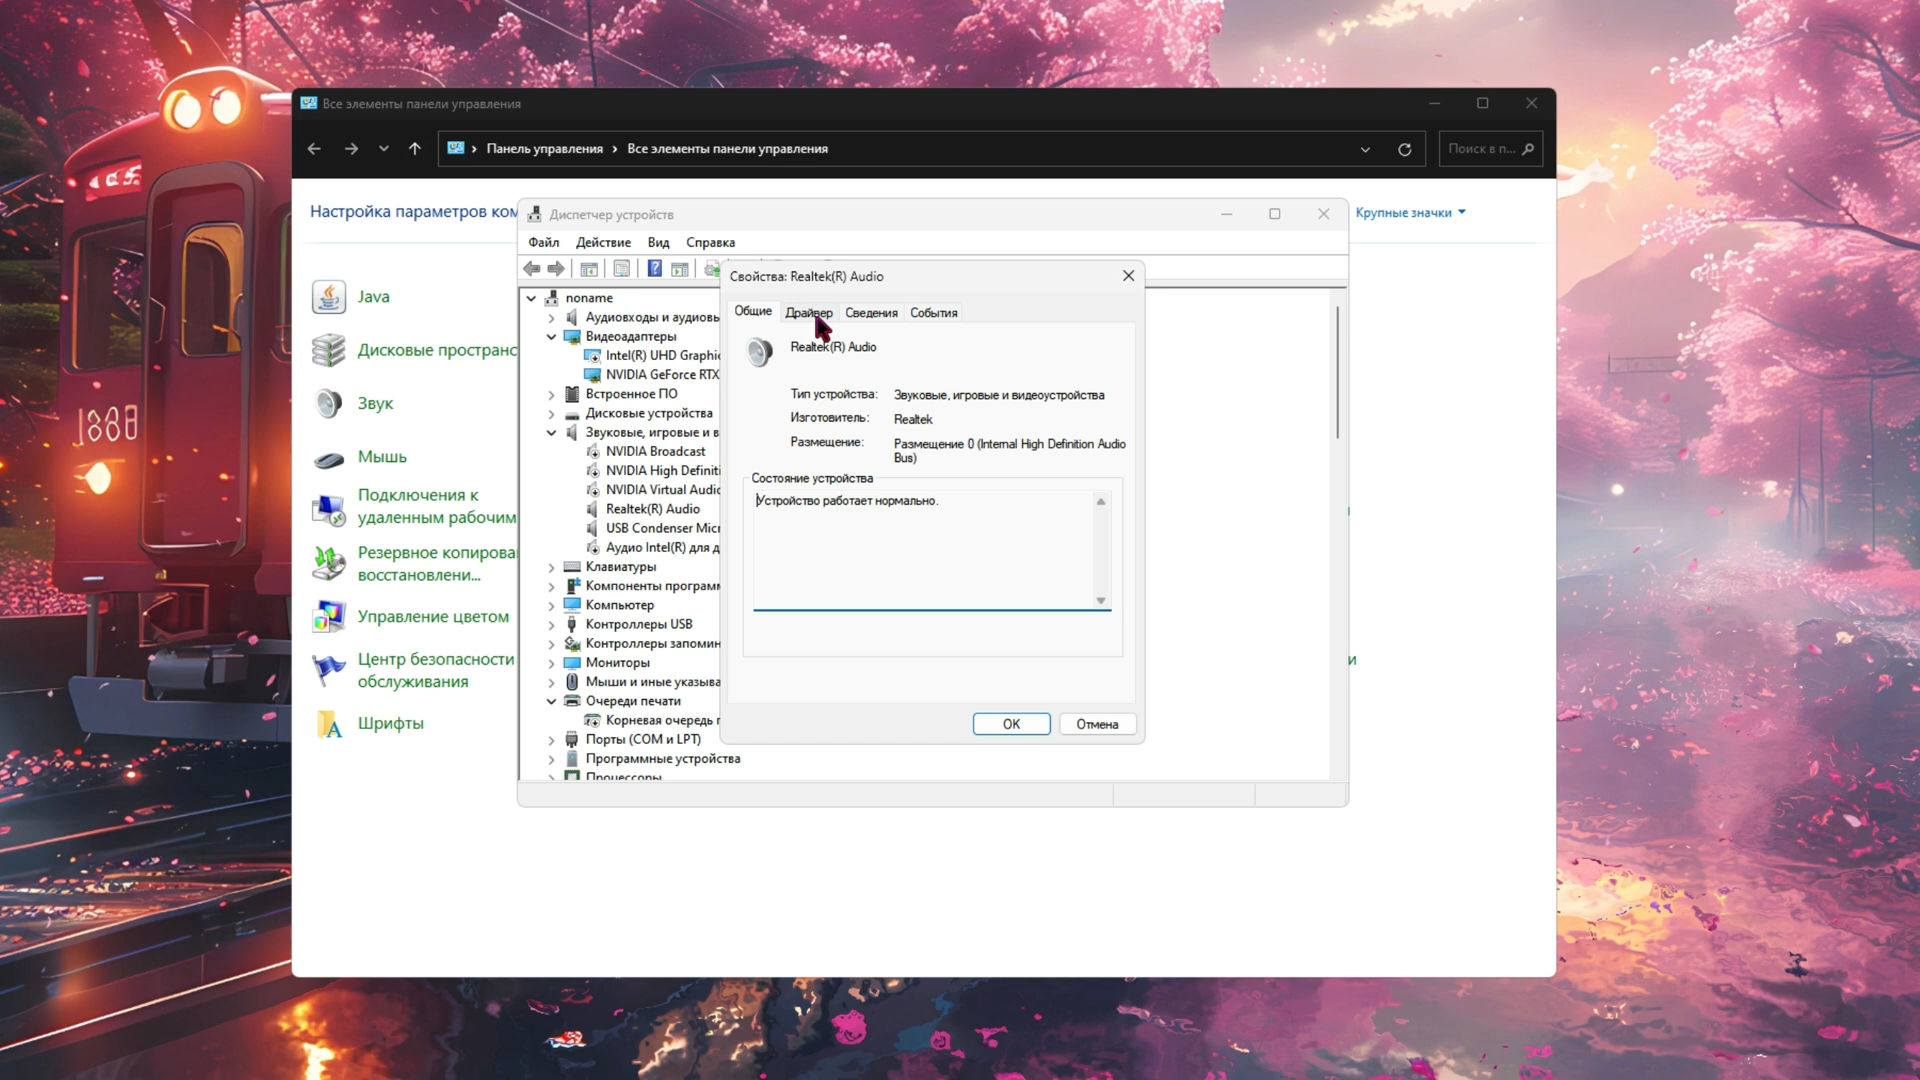 Все элементы панели управления
Панель управления
Все элементы панели управления
Поиск в п...
Настройка параметров ком
Крупные значки
Java
Дисковые пространс
Звук
Мышь
Подключения к
удаленным рабочим
Резервное копирова
восстановлени...
Управление цветом
Центр безопасности
обслуживания
Шрифты
и
Диспетчер устройств
Файл Действие Вид Справка
noname
Аудиовходы и аудиовь
Видеоадаптеры
Intel(R) UHD Graphic
NVIDIA GeForce RTX
Встроенное ПО
Дисковые устройства
Звуковые, игровые и в
NVIDIA Broadcast
NVIDIA High Definiti
NVIDIA Virtual Audio
Realtek(R) Audio
USB Condenser Micr
Аудио Intel(R) для д
Клавиатуры
Компоненты программ
Компьютер
Контроллеры USB
Контроллеры запомин
Мониторы
Мыши и иные указыва
Очереди печати
Корневая очередь п
Порты (COM и LPT)
Программные устройства
Процессоры
Свойства: Realtek(R) Audio
Общие Драйвер Сведения События
Realtek(R) Audio
Тип устройства: Звуковые, игровые и видеоустройства
Изготовитель: Realtek
Размещение: Размещение 0 (Internal High Definition Audio
Bus)
Состояние устройства
Устройство работает нормально.
OK Отмена
1888